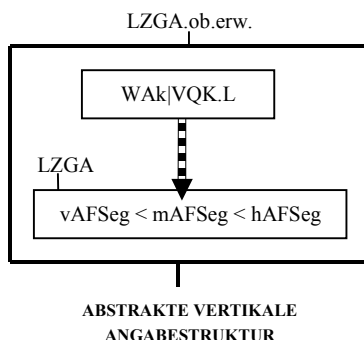 LZGA.ob.erw.
WAk|VQK.L
LZGA
vAFSeg < mAFSeg < hAFSeg
ABSTRAKTE VERTIKALE
ANGABESTRUKTUR